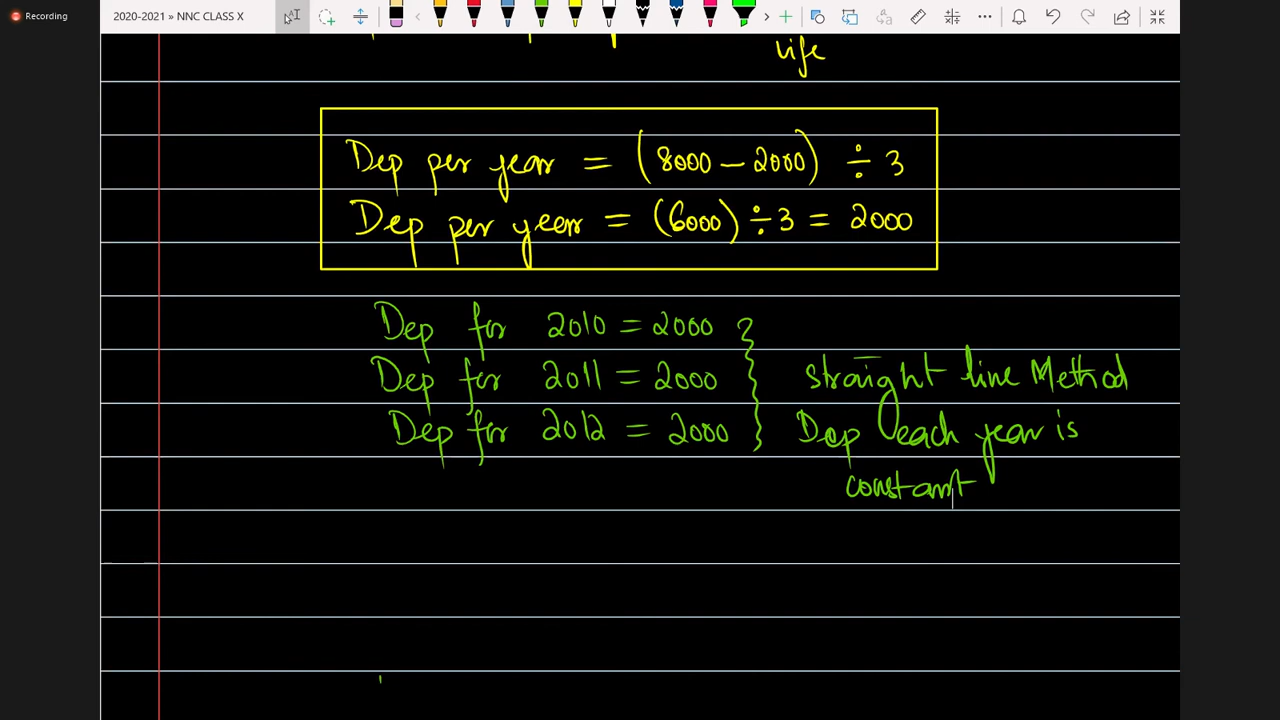 Recording
2020-2021 » NNC CLASS X
life
Dep per year = (8000 – 2000) ÷ 3
Dep per year = (6000) ÷ 3 = 2000
Dep for 2010 = 2000
Dep for 2011 = 2000
Dep for 2012 = 2000
straight line Method
Dep each year is
constant